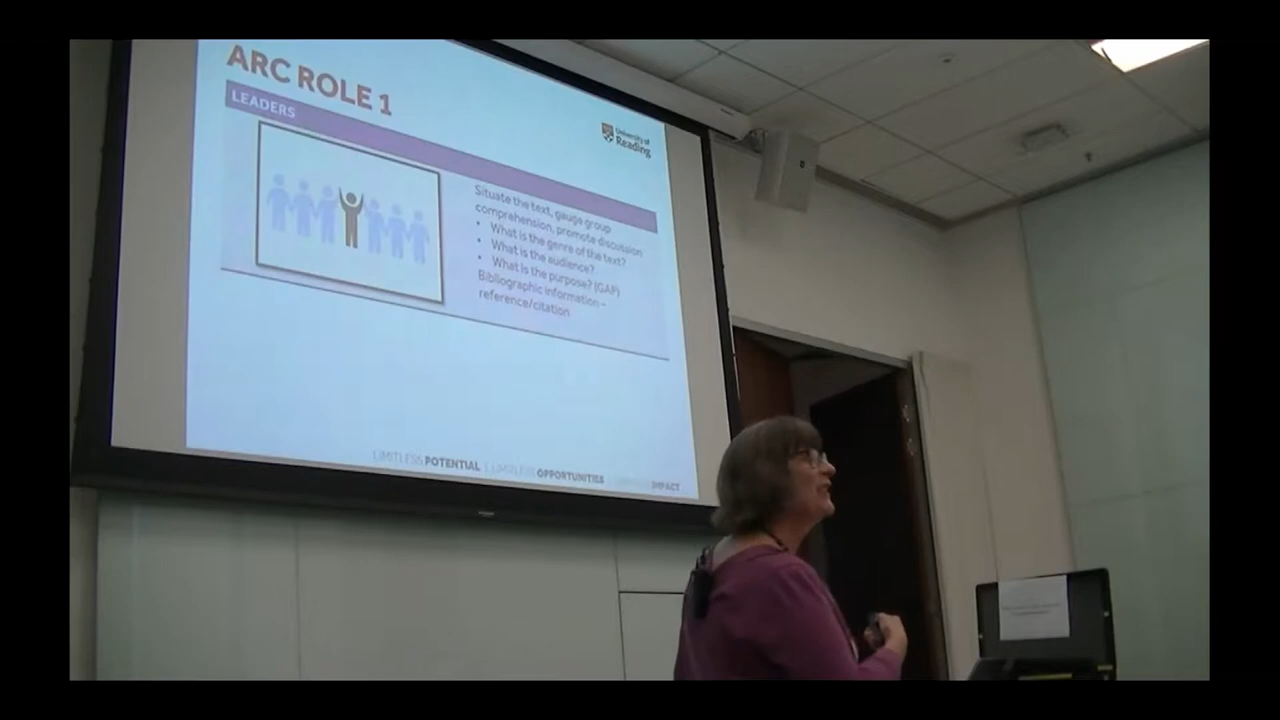 ARC ROLE 1
LEADERS
University of
Reading
Situate the text, gauge group
comprehension, promote discussion
• What is the genre of the text?
• What is the audience?
• What is the purpose? (GAP)
Bibliographic information –
reference/citation
LIMITLESS POTENTIAL | LIMITLESS OPPORTUNITIES IMPACT